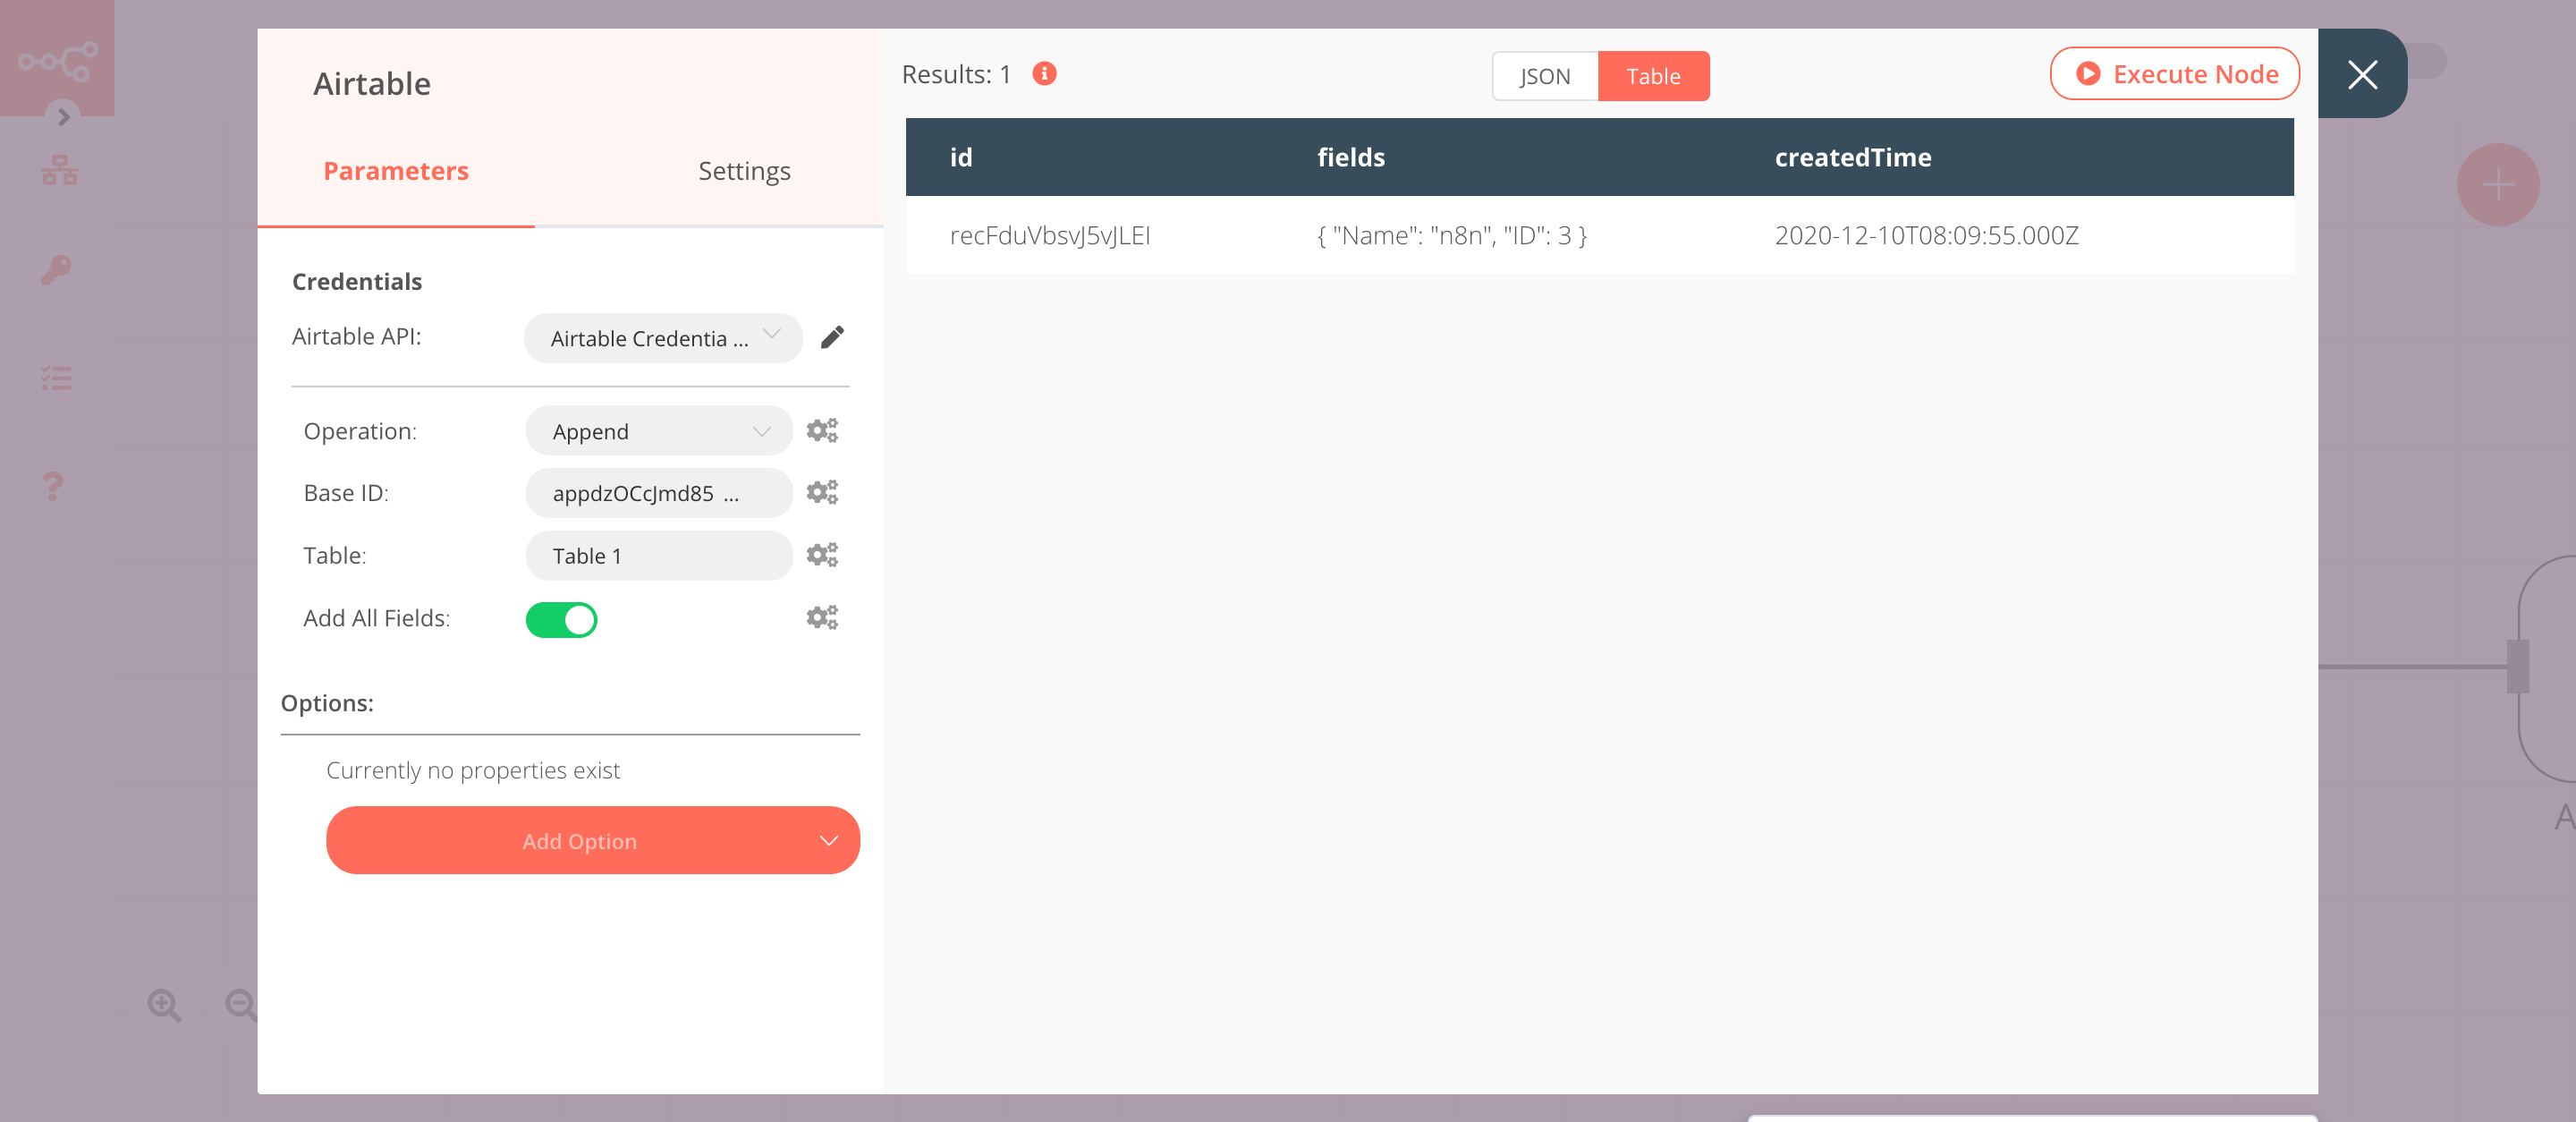 Airtable
Parameters
Settings
Credentials
Airtable API:
Airtable Credentia ...
Operation:
Append
Base ID:
appdzOCcJmd85 ...
Table:
Table 1
Add All Fields:
Options:
Currently no properties exist
Add Option
Results: 1
JSON
Table
Execute Node
id fields createdTime
recFduVbsvJ5vJLEI { "Name": "n8n", "ID": 3 } 2020-12-10T08:09:55.000Z
A